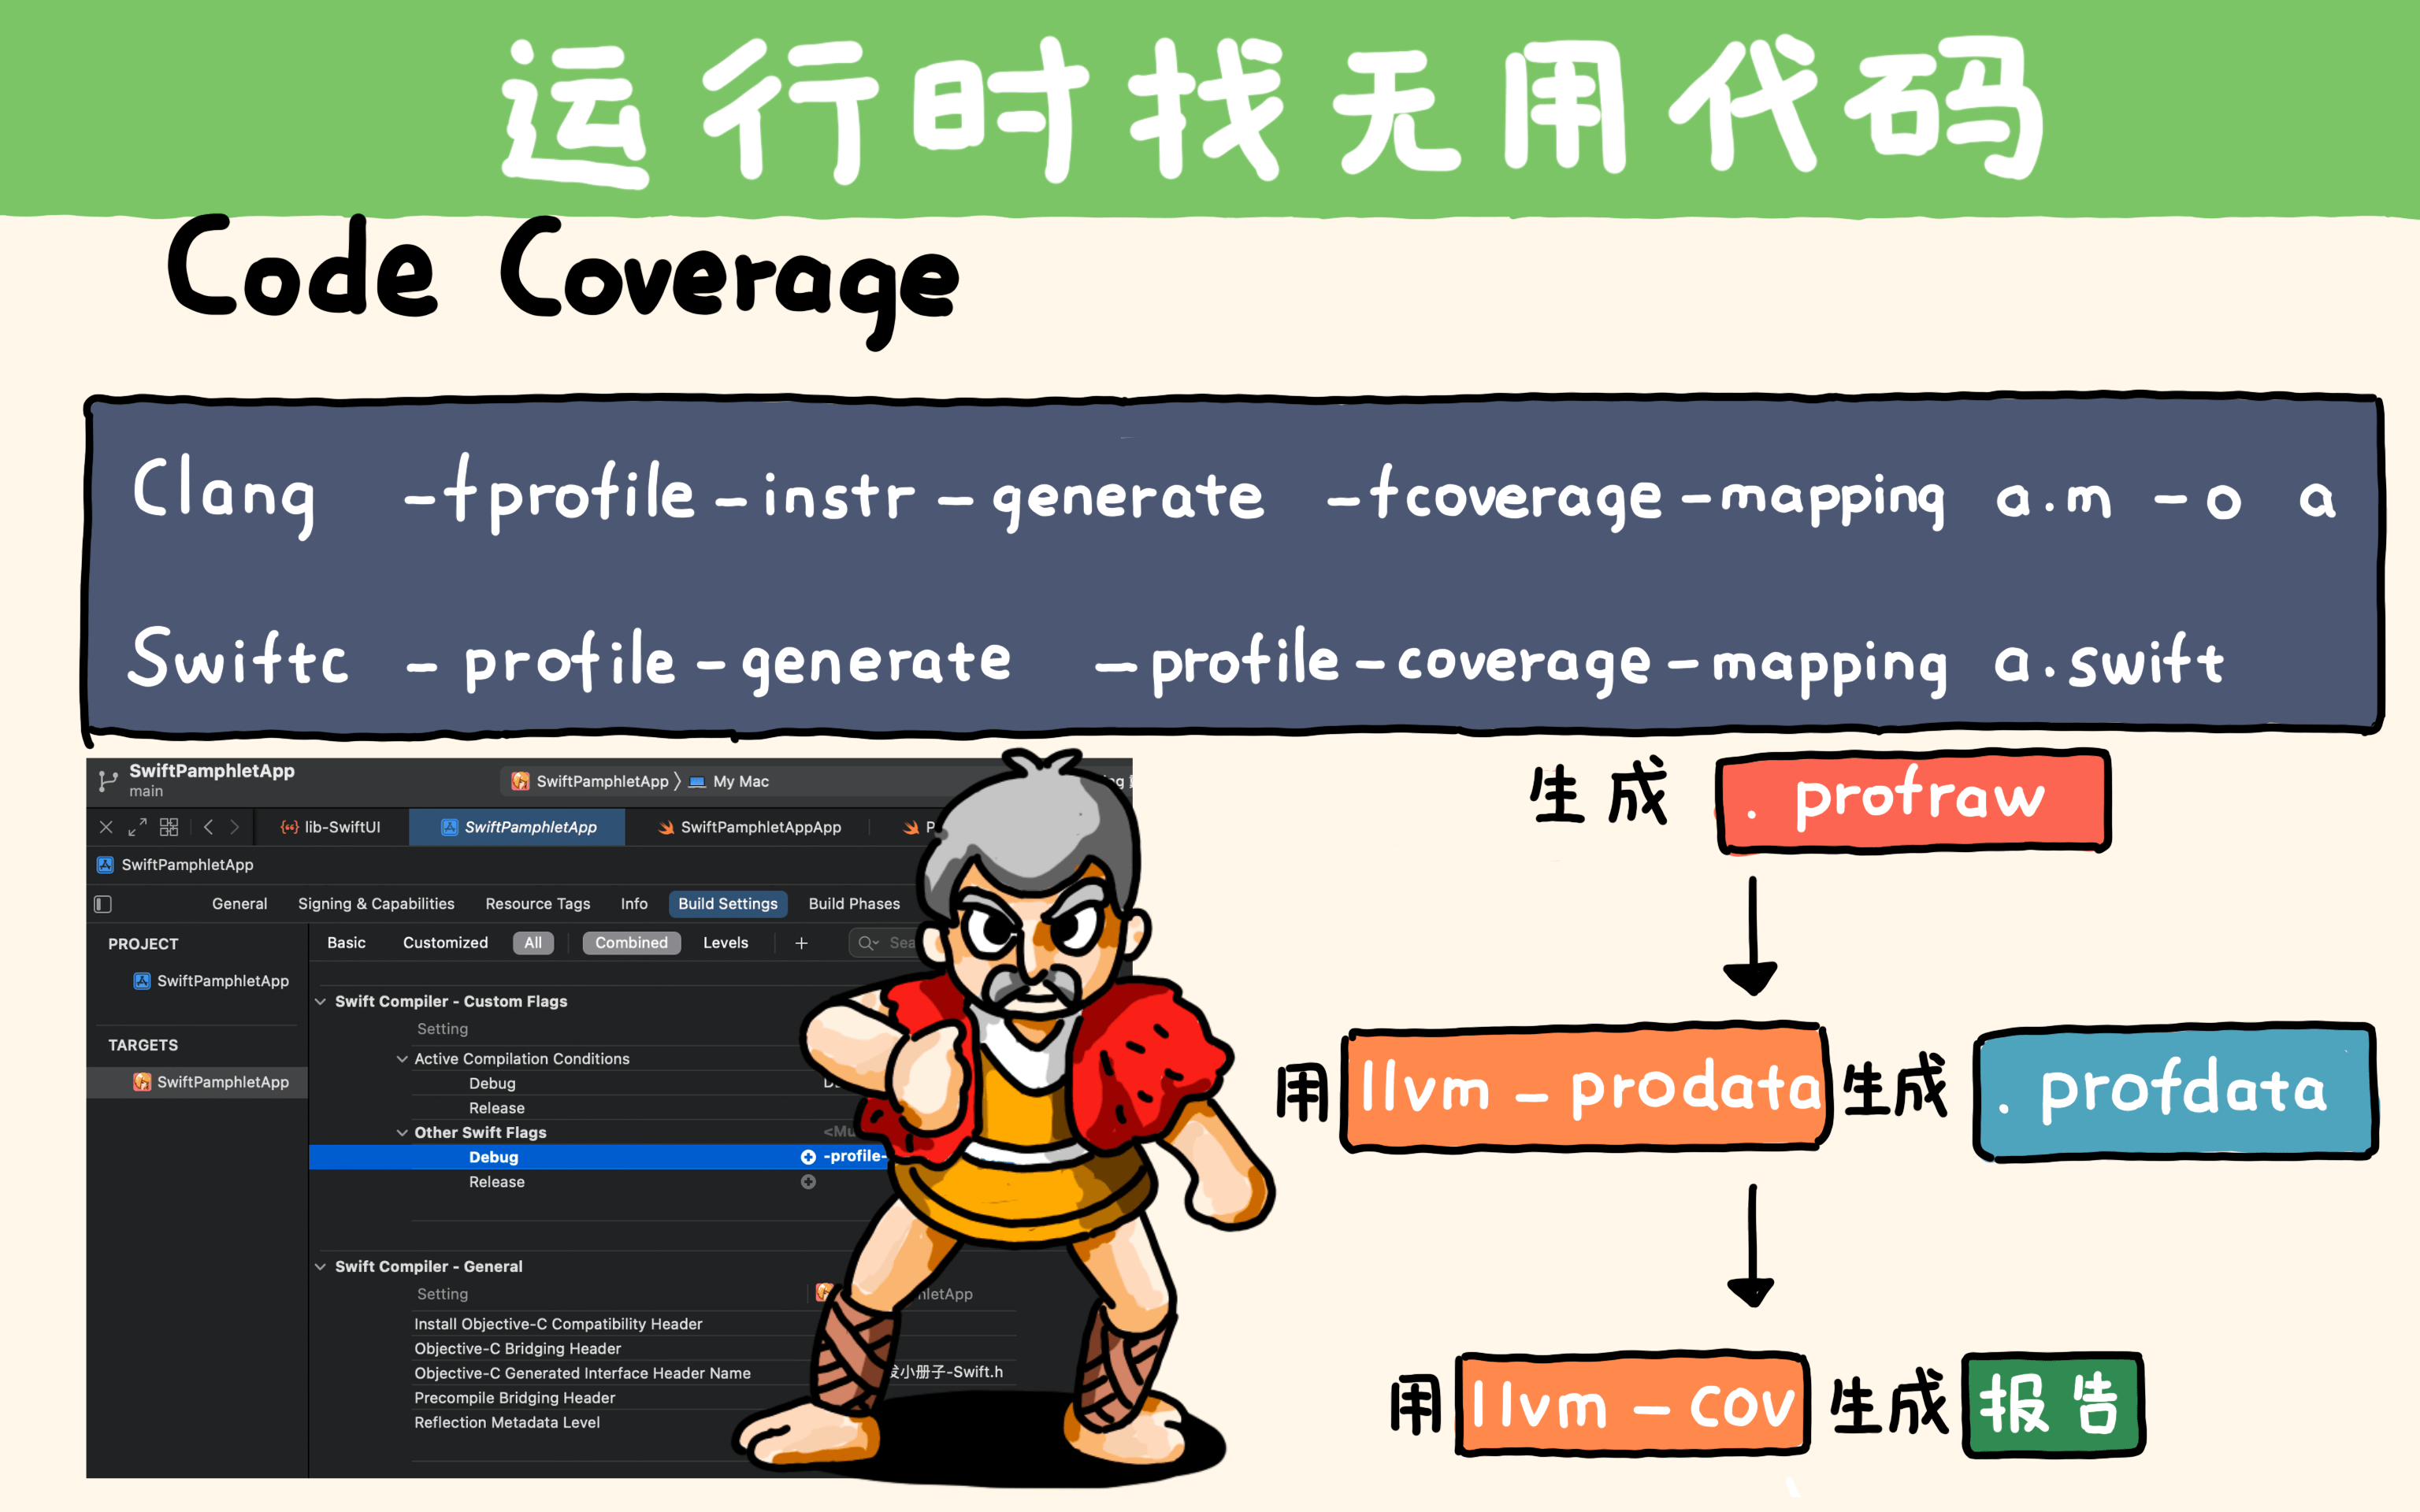 运行时找无用代码
Code Coverage
Clang -fprofile-instr-generate -fcoverage-mapping a.m -o a
Swiftc -profile-generate -profile-coverage-mapping a.swift
生成 .profraw
用 llvm-prodata 生成 .profdata
用 llvm-cov 生成 报告
SwiftPamphletApp
main
SwiftPamphletApp 〉 My Mac
lib-SwiftUI SwiftPamphletApp SwiftPamphletAppApp P
SwiftPamphletApp
General Signing & Capabilities Resource Tags Info Build Settings Build Phases
Basic Customized All Combined Levels + Sea
PROJECT
SwiftPamphletApp
TARGETS
SwiftPamphletApp
Swift Compiler - Custom Flags
Setting
Active Compilation Conditions
Debug
Release
Other Swift Flags <Mu
Debug -profile-
Release
Swift Compiler - General
Setting hletApp
Install Objective-C Compatibility Header
Objective-C Bridging Header
Objective-C Generated Interface Header Name 发小册子-Swift.h
Precompile Bridging Header
Reflection Metadata Level